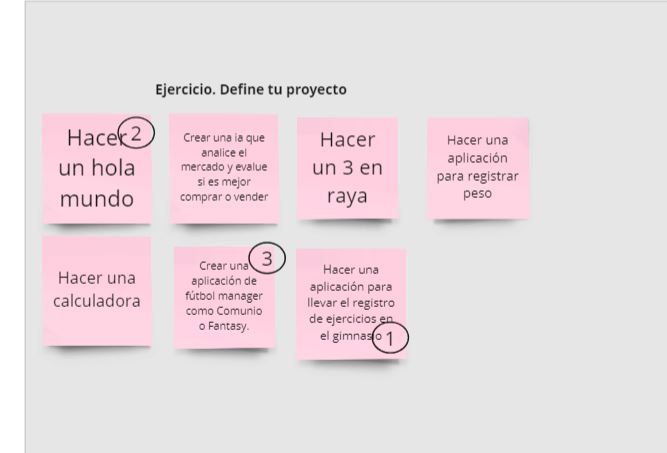 Ejercicio. Define tu proyecto
Hacer
un hola
mundo
2
Crear una ia que
analice el
mercado y evalue
si es mejor
comprar o vender
Hacer
un 3 en
raya
Hacer una
aplicación
para registrar
peso
Hacer una
calculadora
Crear una
aplicación de
fútbol manager
como Comunio
o Fantasy.
3
Hacer una
aplicación para
llevar el registro
de ejercicios en
el gimnasio
1